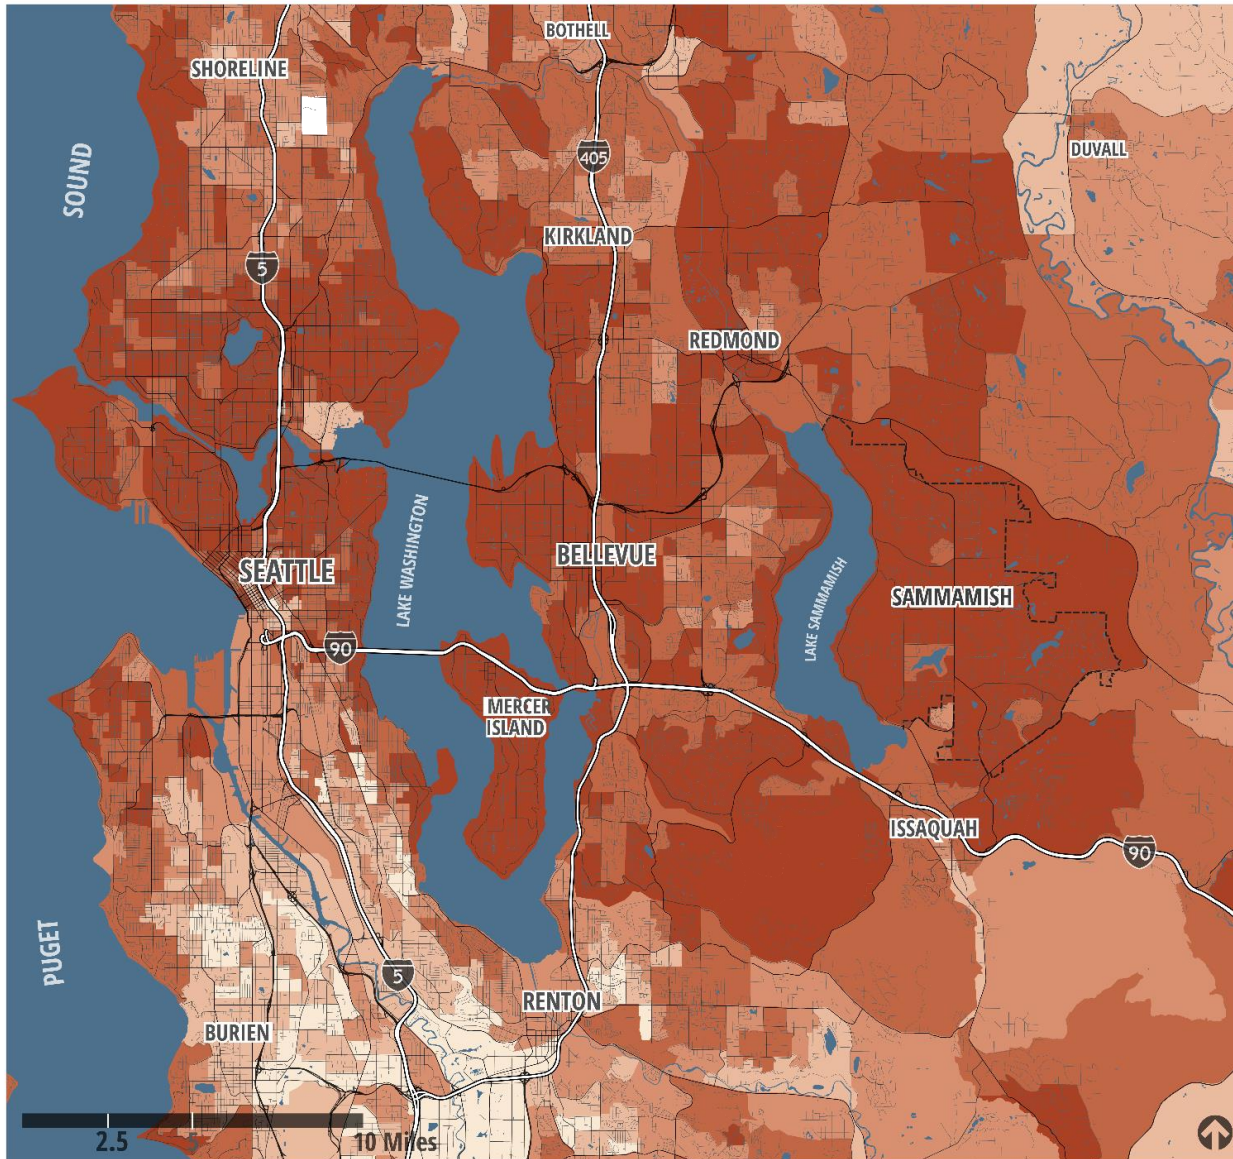 BOTHELL
SHORELINE
SOUND
DUVALL
405
KIRKLAND
5
REDMOND
LAKE WASHINGTON
BELLEVUE
SEATTLE
LAKE SAMMAMISH
SAMMAMISH
90
MERCER
ISLAND
ISSAQUAH
90
PUGET
5
RENTON
BURIEN
2.5
5
10 Miles